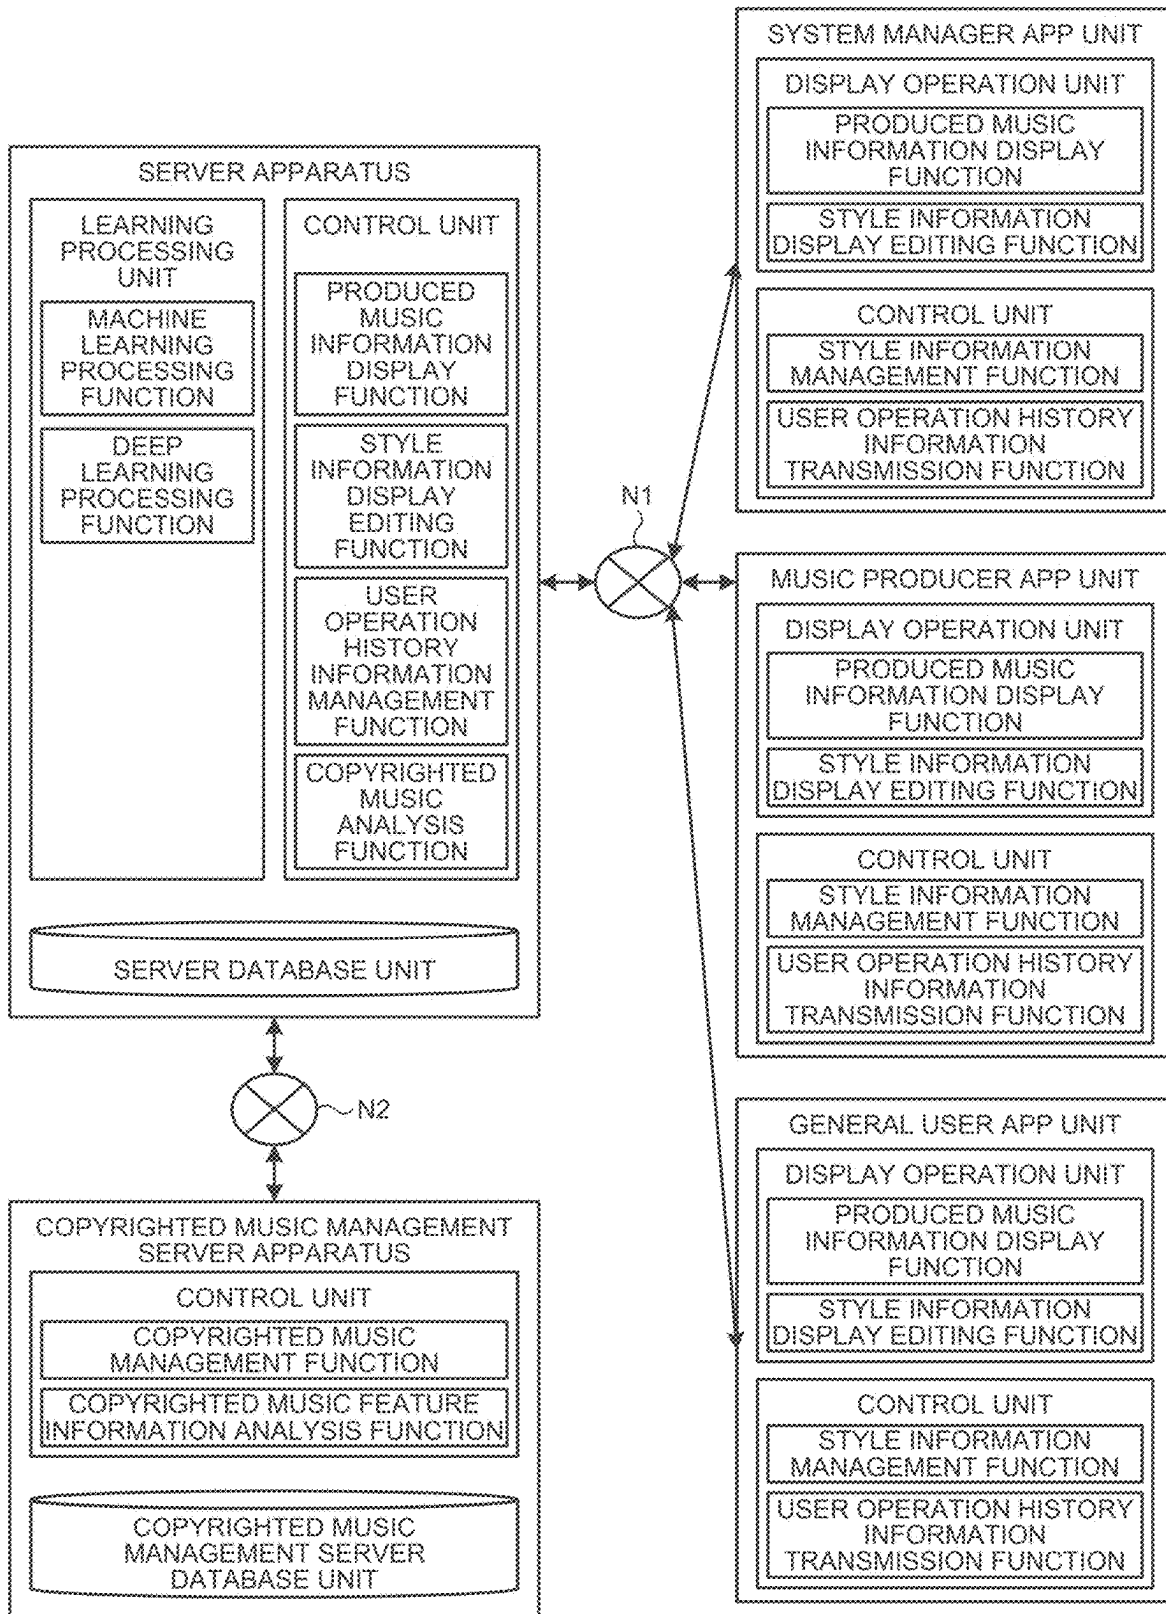 SERVER APPARATUS
LEARNING
PROCESSING
UNIT
MACHINE
LEARNING
PROCESSING
FUNCTION
DEEP
LEARNING
PROCESSING
FUNCTION
CONTROL UNIT
PRODUCED
MUSIC
INFORMATION
DISPLAY
FUNCTION
STYLE
INFORMATION
DISPLAY
EDITING
FUNCTION
USER
OPERATION
HISTORY
INFORMATION
MANAGEMENT
FUNCTION
COPYRIGHTED
MUSIC
ANALYSIS
FUNCTION
SERVER DATABASE UNIT
N2
COPYRIGHTED MUSIC MANAGEMENT
SERVER APPARATUS
CONTROL UNIT
COPYRIGHTED MUSIC
MANAGEMENT FUNCTION
COPYRIGHTED MUSIC FEATURE
INFORMATION ANALYSIS FUNCTION
COPYRIGHTED MUSIC
MANAGEMENT SERVER
DATABASE UNIT
N1
SYSTEM MANAGER APP UNIT
DISPLAY OPERATION UNIT
PRODUCED MUSIC
INFORMATION DISPLAY
FUNCTION
STYLE INFORMATION
DISPLAY EDITING FUNCTION
CONTROL UNIT
STYLE INFORMATION
MANAGEMENT FUNCTION
USER OPERATION HISTORY
INFORMATION
TRANSMISSION FUNCTION
MUSIC PRODUCER APP UNIT
DISPLAY OPERATION UNIT
PRODUCED MUSIC
INFORMATION DISPLAY
FUNCTION
STYLE INFORMATION
DISPLAY EDITING FUNCTION
CONTROL UNIT
STYLE INFORMATION
MANAGEMENT FUNCTION
USER OPERATION HISTORY
INFORMATION
TRANSMISSION FUNCTION
GENERAL USER APP UNIT
DISPLAY OPERATION UNIT
PRODUCED MUSIC
INFORMATION DISPLAY
FUNCTION
STYLE INFORMATION
DISPLAY EDITING FUNCTION
CONTROL UNIT
STYLE INFORMATION
MANAGEMENT FUNCTION
USER OPERATION HISTORY
INFORMATION
TRANSMISSION FUNCTION